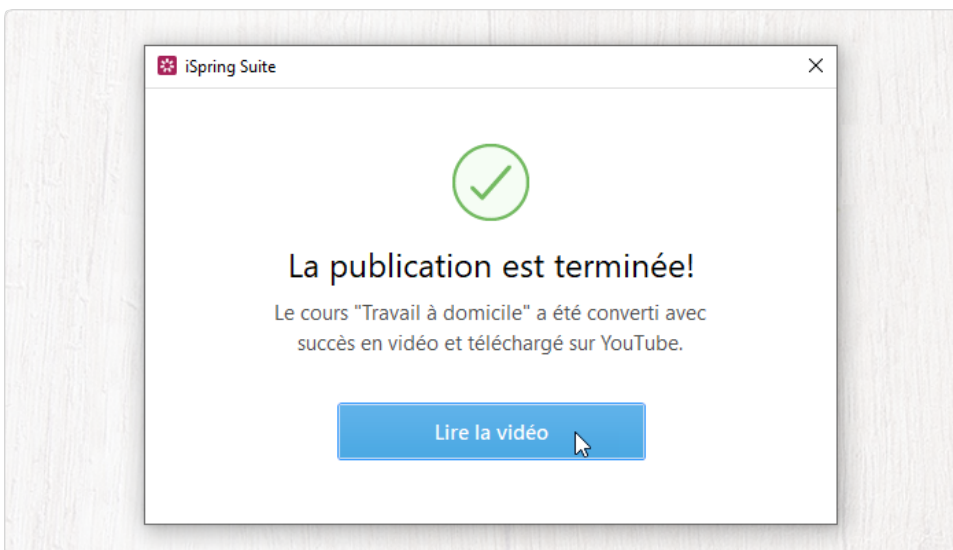 iSpring Suite
La publication est terminée!
Le cours "Travail à domicile" a été converti avec
succès en vidéo et téléchargé sur YouTube.
Lire la vidéo